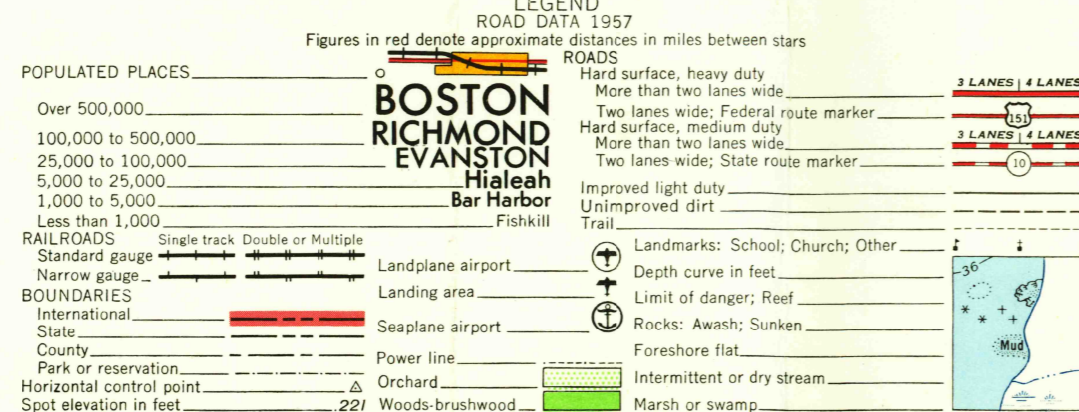 LEGEND
ROAD DATA 1957
Figures in red denote approximate distances in miles between stars
POPULATED PLACES
Over 500,000 BOSTON
100,000 to 500,000 RICHMOND
25,000 to 100,000 EVANSTON
5,000 to 25,000 Hialeah
1,000 to 5,000 Bar Harbor
Less than 1,000 Fishkill
RAILROADS Single track Double or Multiple
Standard gauge
Narrow gauge
BOUNDARIES
International
State
County
Park or reservation
Horizontal control point
Spot elevation in feet .221
Landplane airport
Landing area
Seaplane airport
Power line
Orchard
Woods-brushwood
ROADS
Hard surface, heavy duty
More than two lanes wide 3 LANES | 4 LANES
Two lanes wide; Federal route marker 151
Hard surface, medium duty
More than two lanes wide 3 LANES | 4 LANES
Two lanes wide; State route marker 10
Improved light duty
Unimproved dirt
Trail
Landmarks: School; Church; Other
Depth curve in feet 36
Limit of danger; Reef
Rocks: Awash; Sunken
Foreshore flat Mud
Intermittent or dry stream
Marsh or swamp